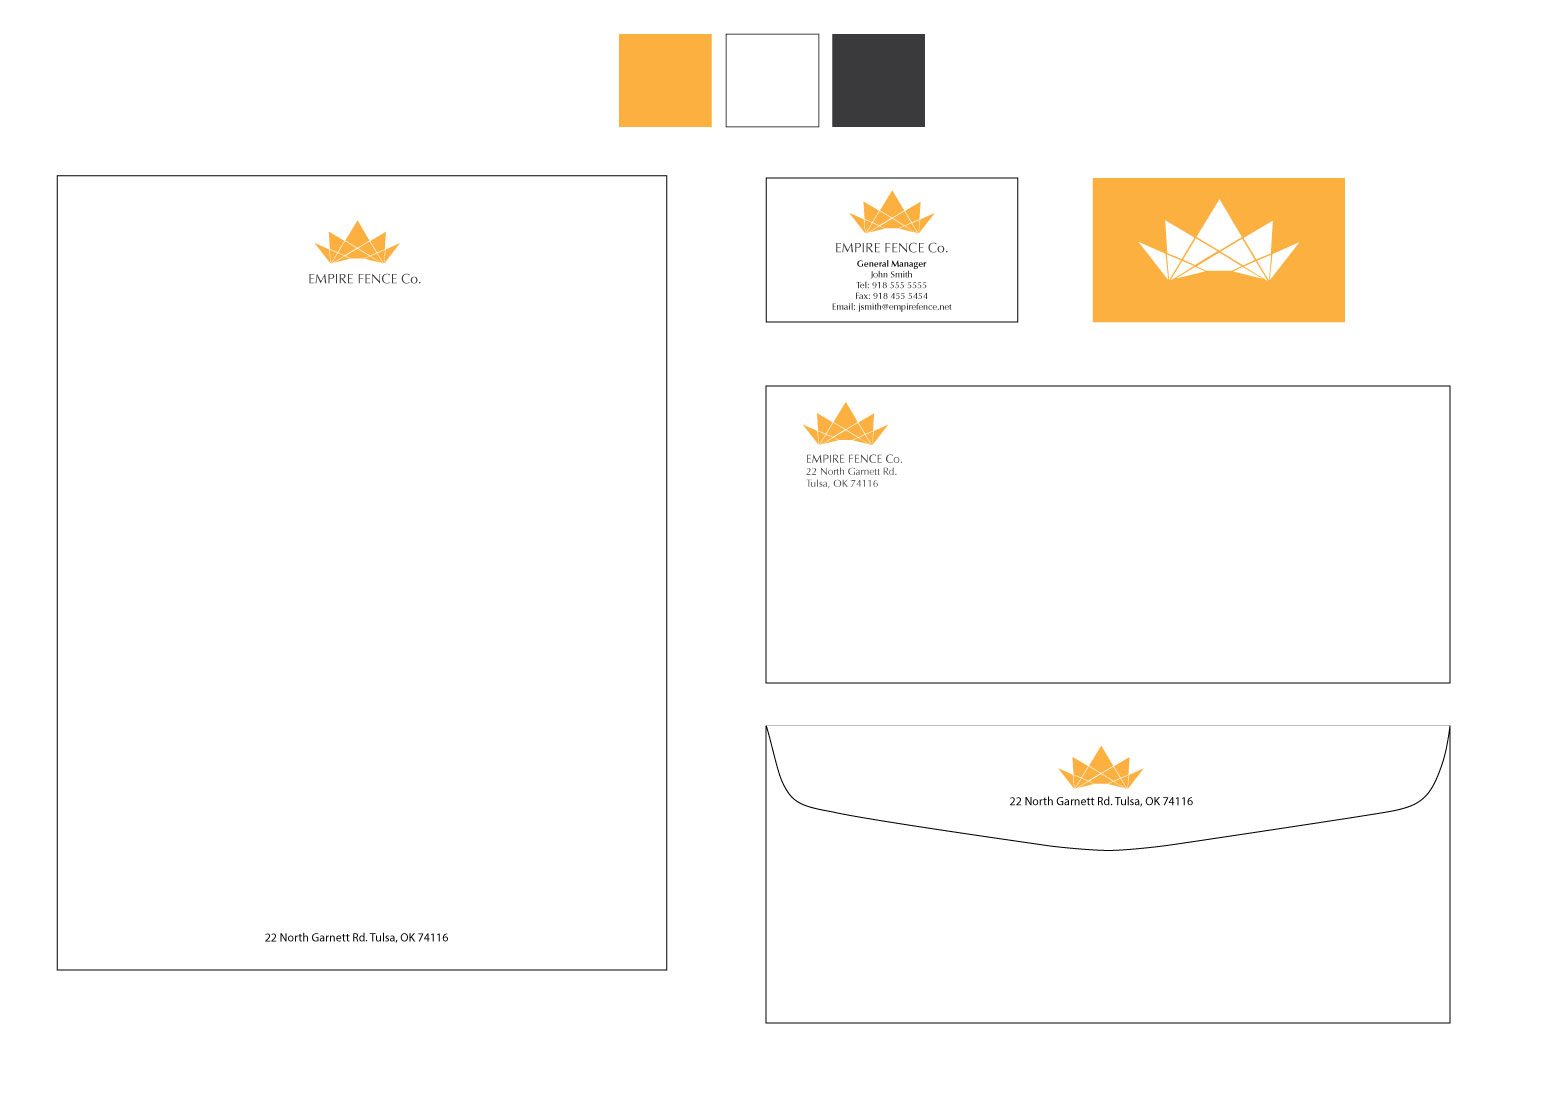 EMPIRE FENCE Co.
22 North Garnett Rd. Tulsa, OK 74116
EMPIRE FENCE Co.
General Manager
John Smith
Tel: 918 555 5555
Fax: 918 455 5454
Email: jsmith@empirefence.net
EMPIRE FENCE Co.
22 North Garnett Rd.
Tulsa, OK 74116
22 North Garnett Rd. Tulsa, OK 74116